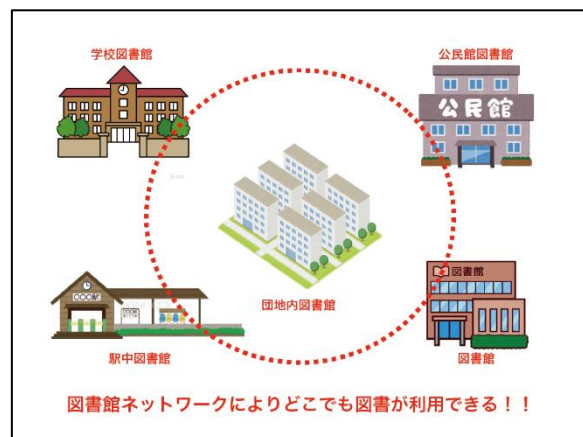 学校図書館
公民館図書館
公民館
団地内図書館
図書館
駅中図書館
図書館
図書館ネットワークによりどこでも図書が利用できる！！